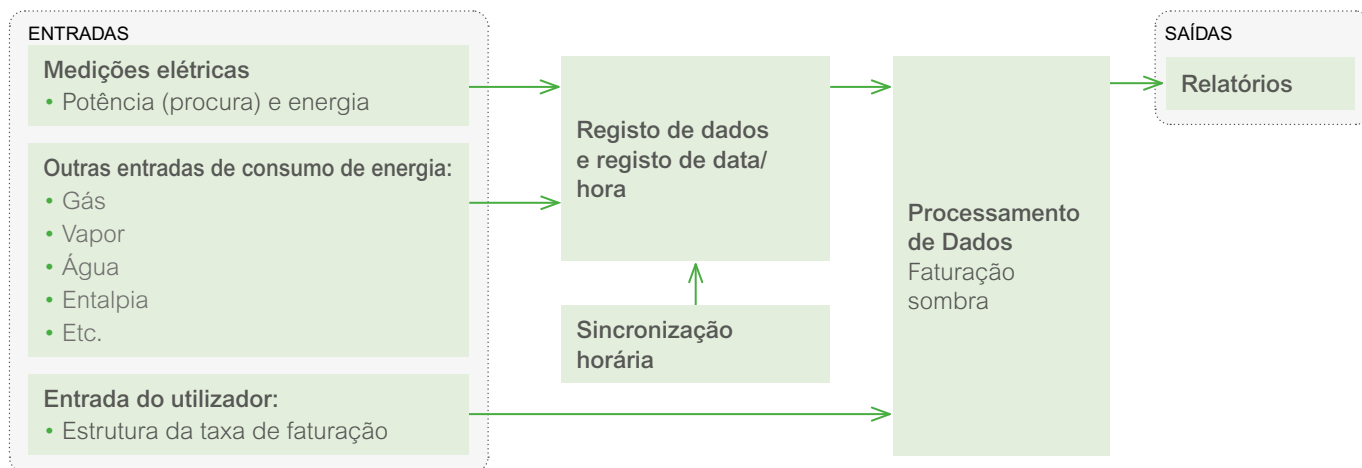 ENTRADAS
Medições elétricas
• Potência (procura) e energia
Outras entradas de consumo de energia:
• Gás
• Vapor
• Água
• Entalpia
• Etc.
Entrada do utilizador:
• Estrutura da taxa de faturação
Registo de dados
e registo de data/
hora
Sincronização
horária
Processamento
de Dados
Faturação
sombra
SAÍDAS
Relatórios